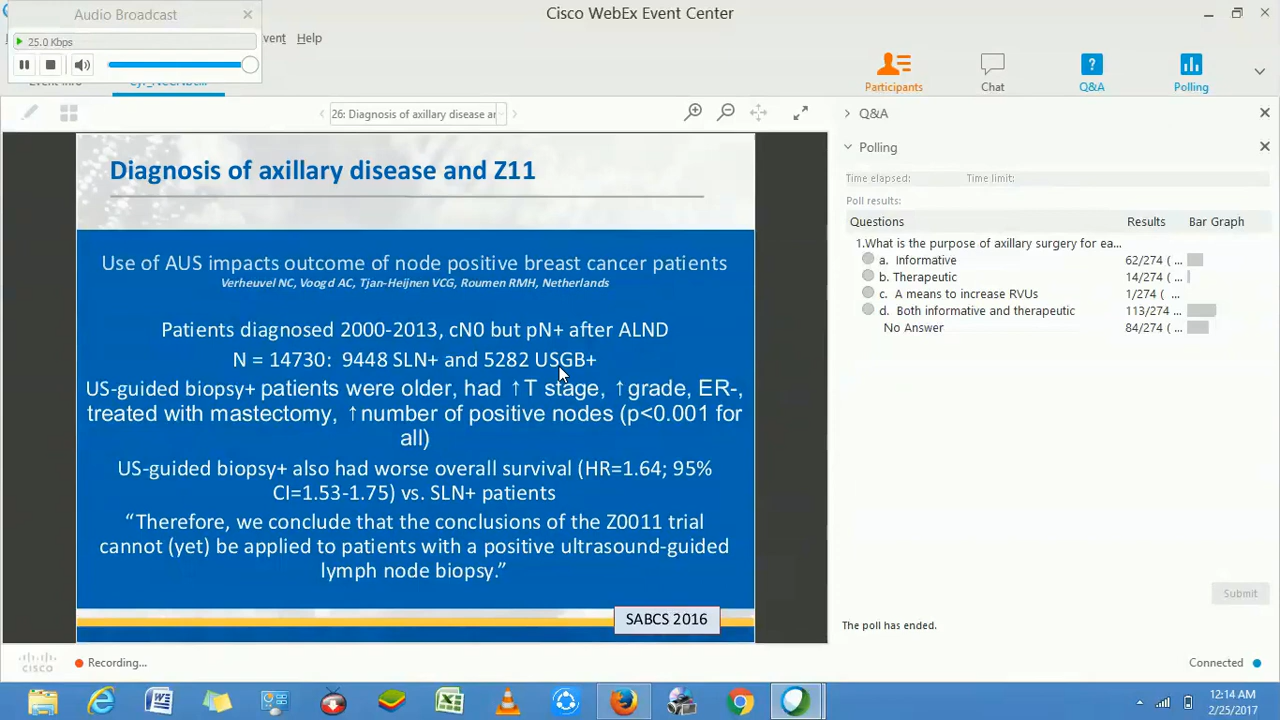 Audio Broadcast
Cisco WebEx Event Center
25.0 Kbps
Help
Participants
Chat
Q&A
Polling
26: Diagnosis of axillary disease ar
Q&A
Polling
Time elapsed:
Time limit:
Poll results:
Questions Results Bar Graph
1.What is the purpose of axillary surgery for ea...
a. Informative 62/274 ( ...
b. Therapeutic 14/274 ( ...
c. A means to increase RVUs 1/274 ( ...
d. Both informative and therapeutic 113/274 ...
No Answer 84/274 ( ...
Submit
The poll has ended.
Diagnosis of axillary disease and Z11
Use of AUS impacts outcome of node positive breast cancer patients
Verheuvel NC, Voogd AC, Tjan-Heijnen VCG, Roumen RMH, Netherlands
Patients diagnosed 2000-2013, cN0 but pN+ after ALND
N = 14730: 9448 SLN+ and 5282 USGB+
US-guided biopsy+ patients were older, had ↑T stage, ↑grade, ER-,
treated with mastectomy, ↑number of positive nodes (p<0.001 for
all)
US-guided biopsy+ also had worse overall survival (HR=1.64; 95%
CI=1.53-1.75) vs. SLN+ patients
“Therefore, we conclude that the conclusions of the Z0011 trial
cannot (yet) be applied to patients with a positive ultrasound-guided
lymph node biopsy.”
SABCS 2016
cisco
Recording...
Connected
12:14 AM
2/25/2017